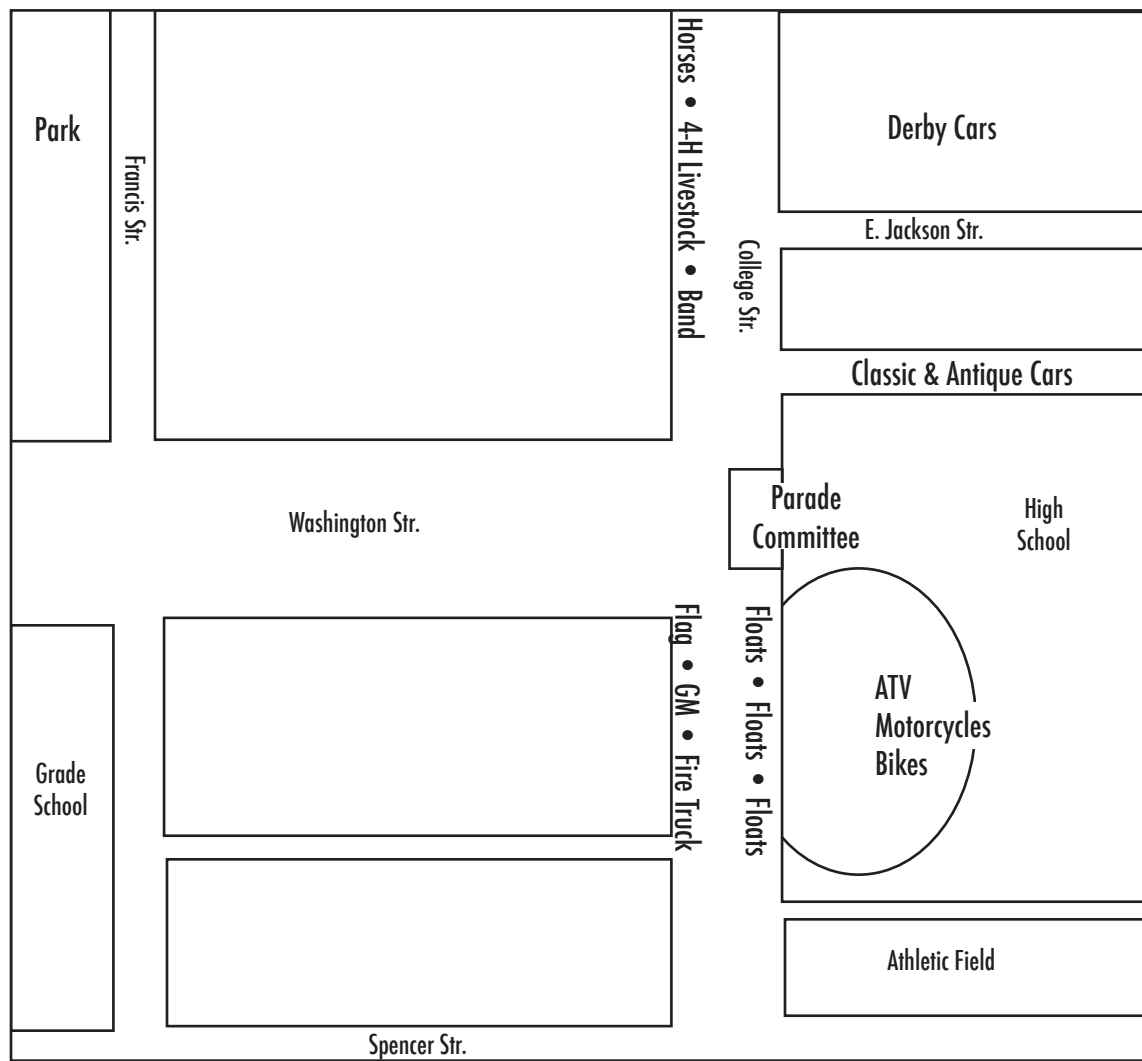 Park
Francis Str.
Horses • 4-H Livestock • Band
College Str.
Derby Cars
E. Jackson Str.
Classic & Antique Cars
Washington Str.
Parade
Committee
High
School
Flag • GM • Fire Truck
Floats • Floats • Floats
ATV
Motorcycles
Bikes
Grade
School
Athletic Field
Spencer Str.